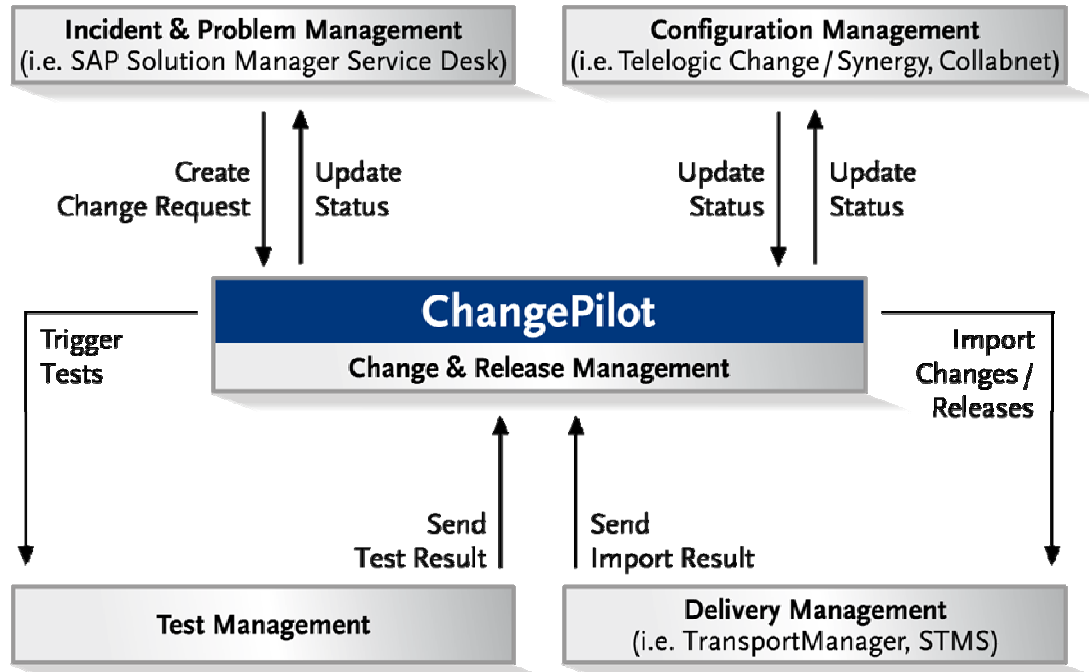 Incident & Problem Management
(i.e. SAP Solution Manager Service Desk)
Configuration Management
(i.e. Telelogic Change / Synergy, Collabnet)
Create
Change Request
Update
Status
Update
Status
Update
Status
ChangePilot
Change & Release Management
Trigger
Tests
Import
Changes /
Releases
Send
Test Result
Send
Import Result
Test Management
Delivery Management
(i.e. TransportManager, STMS)